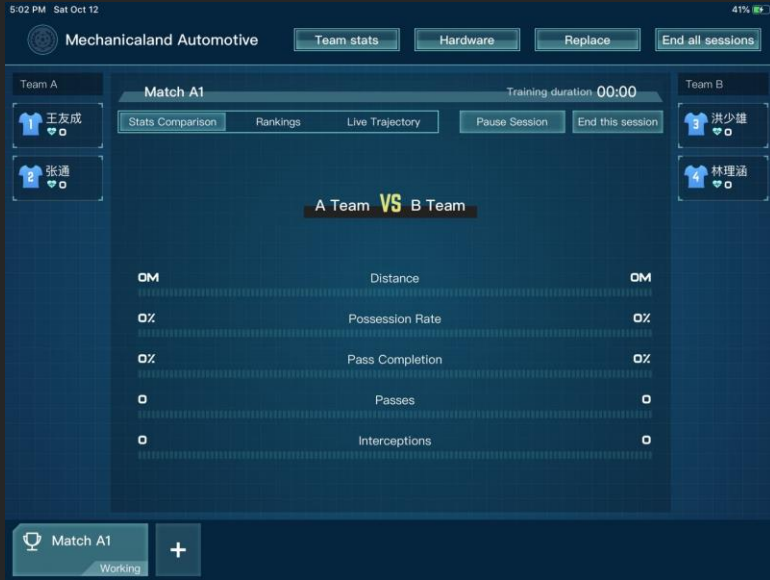 5:02 PM Sat Oct 12
41%
Mechanicaland Automotive
Team stats
Hardware
Replace
End all sessions
Team A
1 王友成
0
2 张通
0
Match A1
Training duration 00:00
Stats Comparison
Rankings
Live Trajectory
Pause Session
End this session
A Team VS B Team
0M Distance 0M
0% Possession Rate 0%
0% Pass Completion 0%
0 Passes 0
0 Interceptions 0
Team B
3 洪少雄
0
4 林理涵
0
Match A1
Working
+